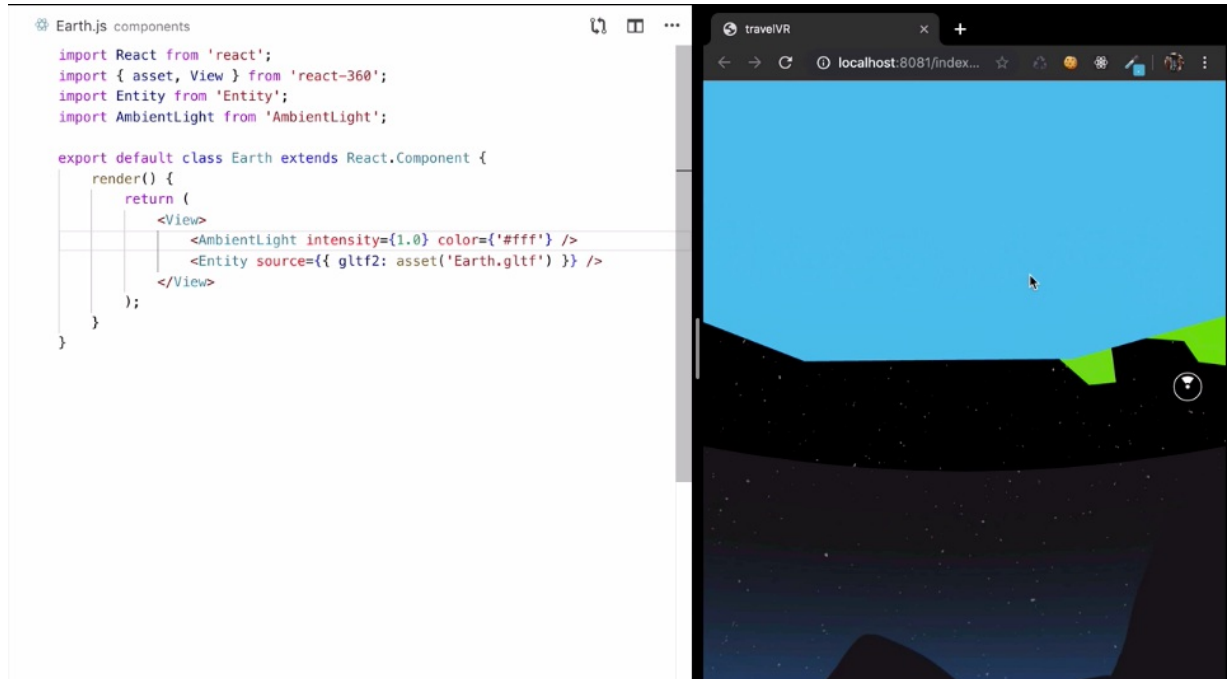 Earth.js components
import React from 'react';
import { asset, View } from 'react-360';
import Entity from 'Entity';
import AmbientLight from 'AmbientLight';
export default class Earth extends React.Component {
render() {
return (
<View>
<AmbientLight intensity={1.0} color={'#fff'} />
<Entity source={{ gltf2: asset('Earth.gltf') }} />
</View>
);
}
}
travelVR
localhost:8081/index...